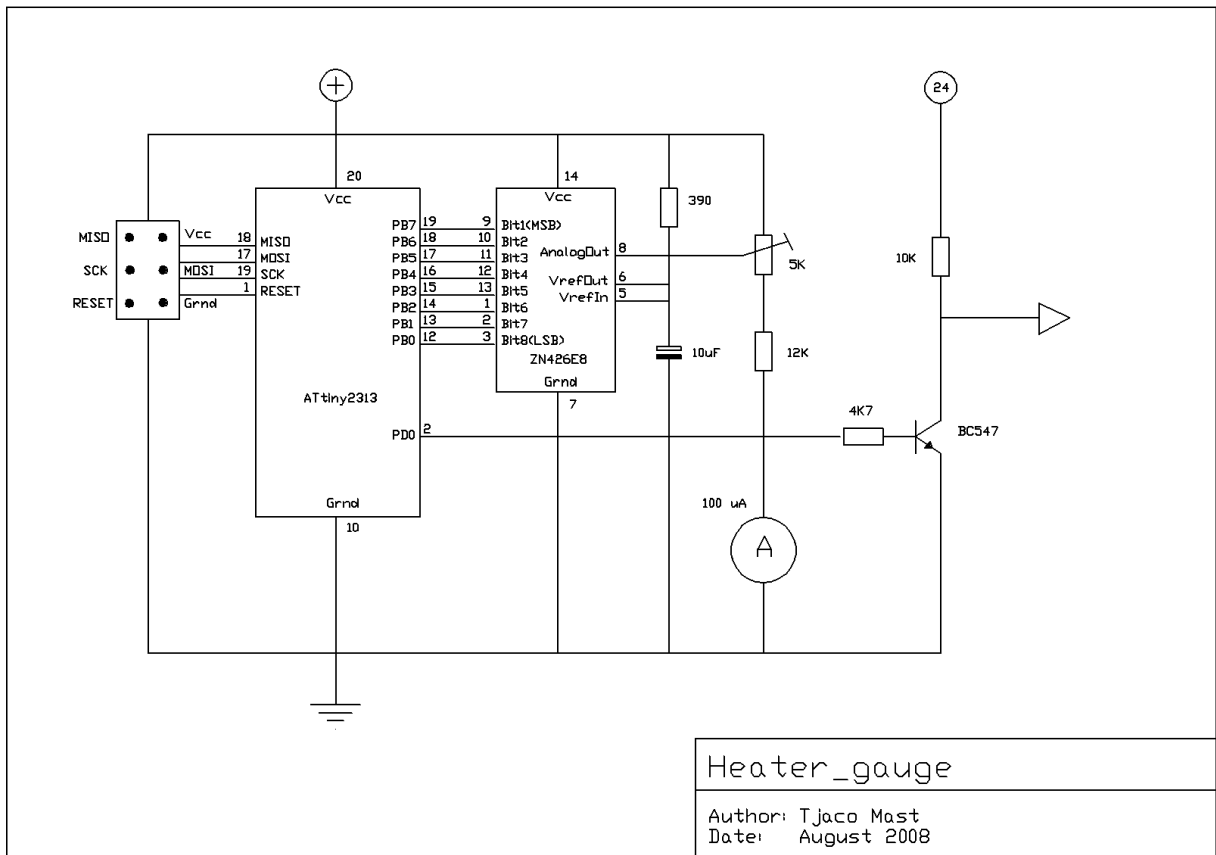 +
24
20
Vcc
14
Vcc
390
MISO
Vcc
SCK
MOSI
RESET
Grnd
18 MISO
17 MOSI
19 SCK
1 RESET
PB7 19
PB6 18
PB5 17
PB4 16
PB3 15
PB2 14
PB1 13
PB0 12
9 Bit1(MSB)
10 Bit2
11 Bit3
12 Bit4
13 Bit5
1 Bit6
2 Bit7
3 Bit8(LSB)
AnalogOut 8
VrefOut 6
VrefIn 5
ZN426E8
Grnd
7
5K
10K
10uF
12K
ATtiny2313
PD0 2
4K7
BC547
Grnd
10
100 uA
A
Heater_gauge
Author: Tjaco Mast
Date: August 2008